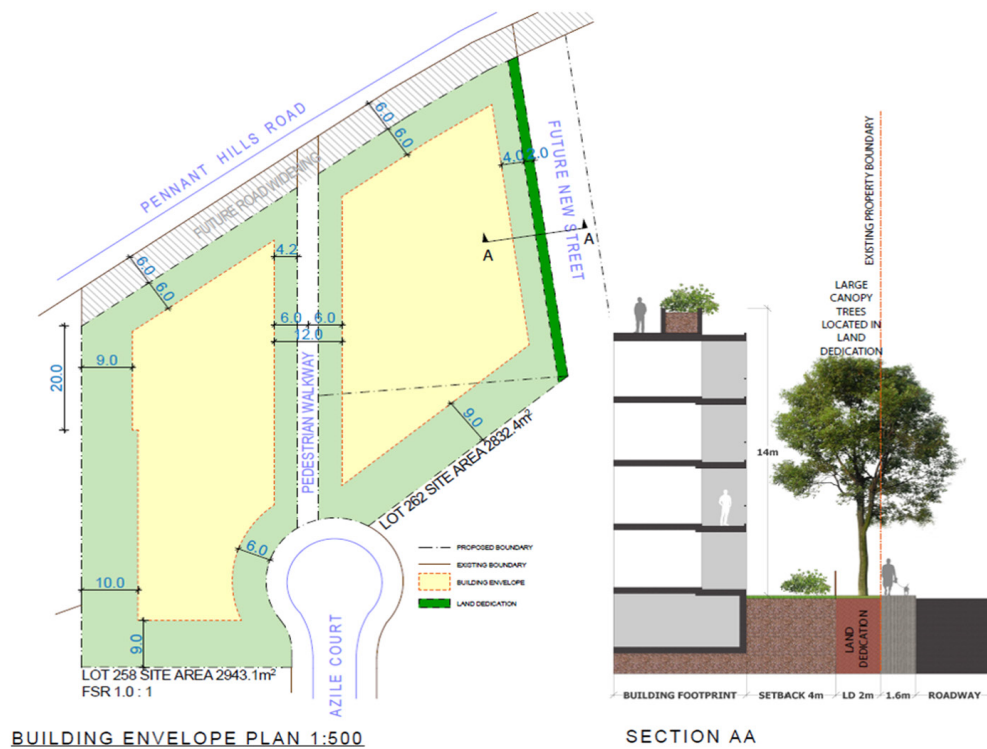 PENNANT HILLS ROAD
FUTURE ROAD WIDENING
6.0
6.0
6.0
6.0
4.0
2.0
FUTURE NEW STREET
A
A
4.2
6.0
6.0
12.0
9.0
20.0
PEDESTRIAN WALKWAY
9.0
LOT 262 SITE AREA 2832.4m²
6.0
10.0
9.0
LOT 258 SITE AREA 2943.1m²
FSR 1.0 : 1
AZILE COURT
PROPOSED BOUNDARY
EXISTING BOUNDARY
BUILDING ENVELOPE
LAND DEDICATION
BUILDING ENVELOPE PLAN 1:500
EXISTING PROPERTY BOUNDARY
LARGE
CANOPY
TREES
LOCATED IN
LAND
DEDICATION
14m
LAND
DEDICATION
BUILDING FOOTPRINT
SETBACK 4m
LD 2m
1.6m
ROADWAY
SECTION AA